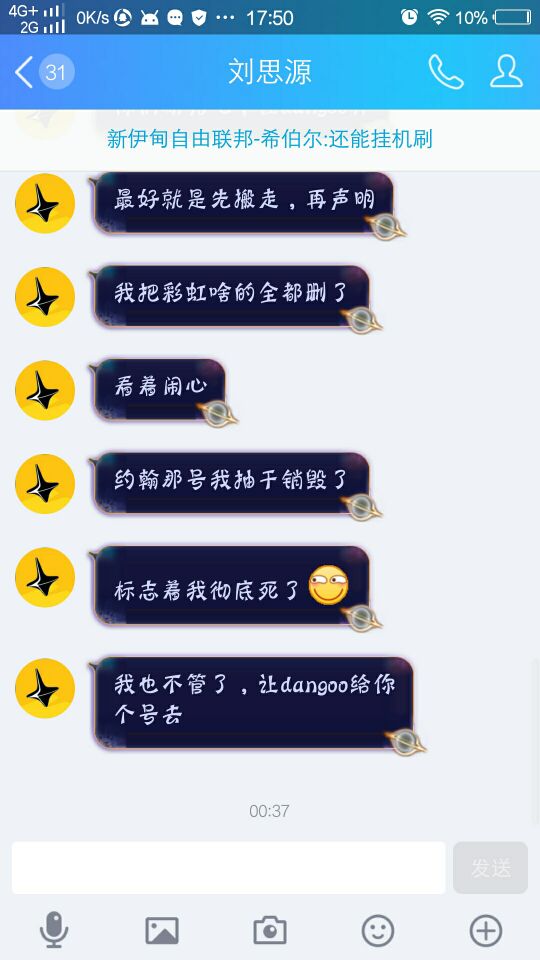 4G+
2G
0K/s
17:50
10%
31
刘思源
新伊甸自由联邦-希伯尔:还能挂机刷
最好就是先搬走，再声明
我把彩虹啥的全都删了
看着闹心
约翰那号我抽干销毁了
标志着我彻底死了
我也不管了，让dangoo给你
个号去
00:37
发送